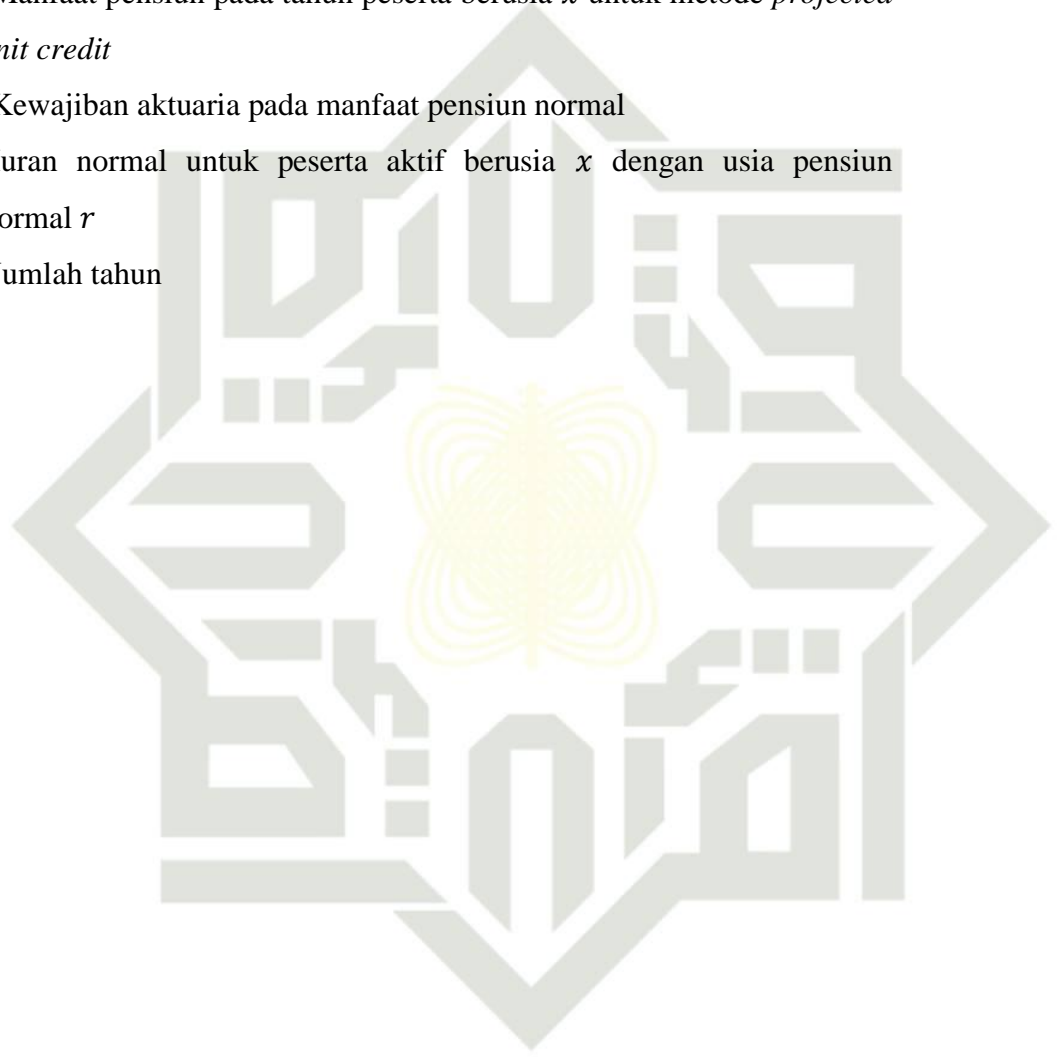 Manfaat pensiun pada tahun peserta berusia 𝑥 untuk metode projected
nit credit
Kewajiban aktuaria pada manfaat pensiun normal
uran normal untuk peserta aktif berusia 𝑥 dengan usia pensiun
ormal 𝑟
Jumlah tahun